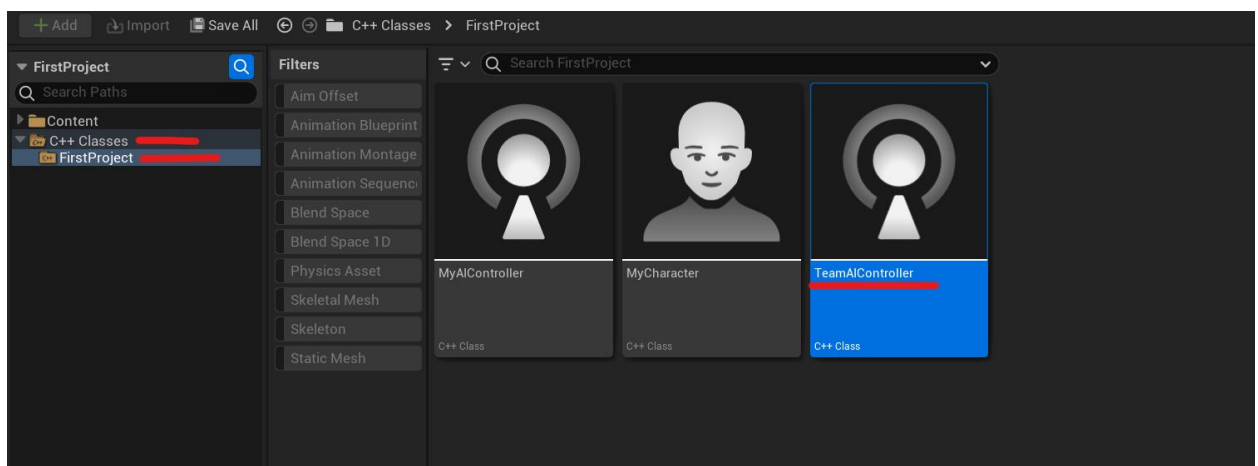 + Add Import Save All C++ Classes > FirstProject
FirstProject
Search Paths
Content
C++ Classes
FirstProject
Filters
Aim Offset
Animation Blueprint
Animation Montage
Animation Sequenc
Blend Space
Blend Space 1D
Physics Asset
Skeletal Mesh
Skeleton
Static Mesh
Search FirstProject
MyAIController
C++ Class
MyCharacter
C++ Class
TeamAIController
C++ Class